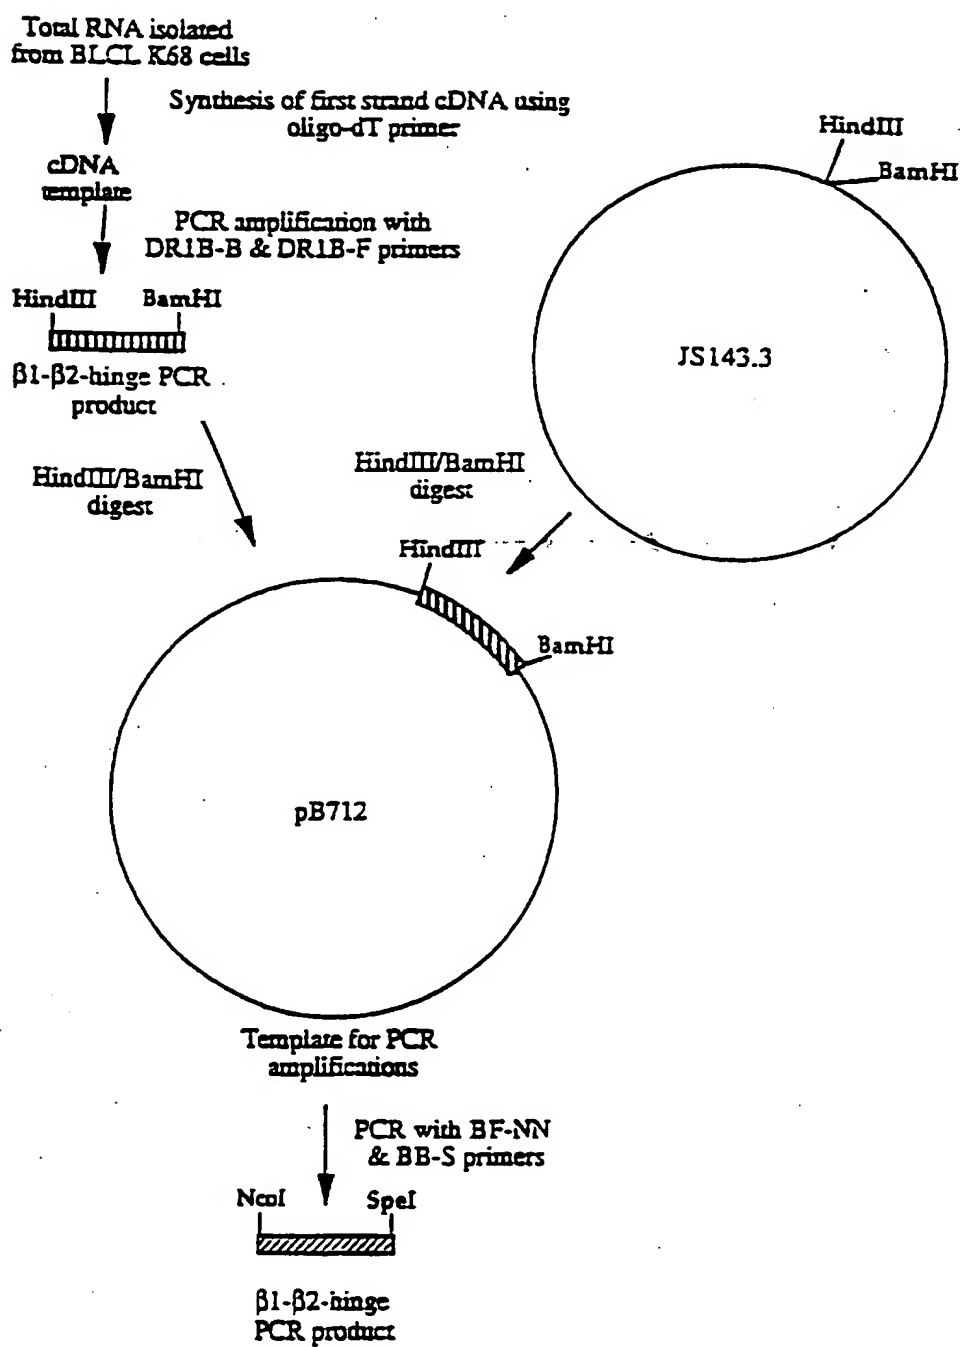 Total RNA isolated
from BLCL K68 cells
Synthesis of first strand cDNA using
oligo-dT primer
cDNA
template
PCR amplification with
DR1B-B & DR1B-F primers
HindIII
BamHI
β1-β2-hinge PCR
product
HindIII/BamHI
digest
HindIII
BamHI
JS143.3
HindIII/BamHI
digest
HindIII
BamHI
pB712
Template for PCR
amplifications
PCR with BF-NN
& BB-S primers
NcoI
SpeI
β1-β2-hinge
PCR product